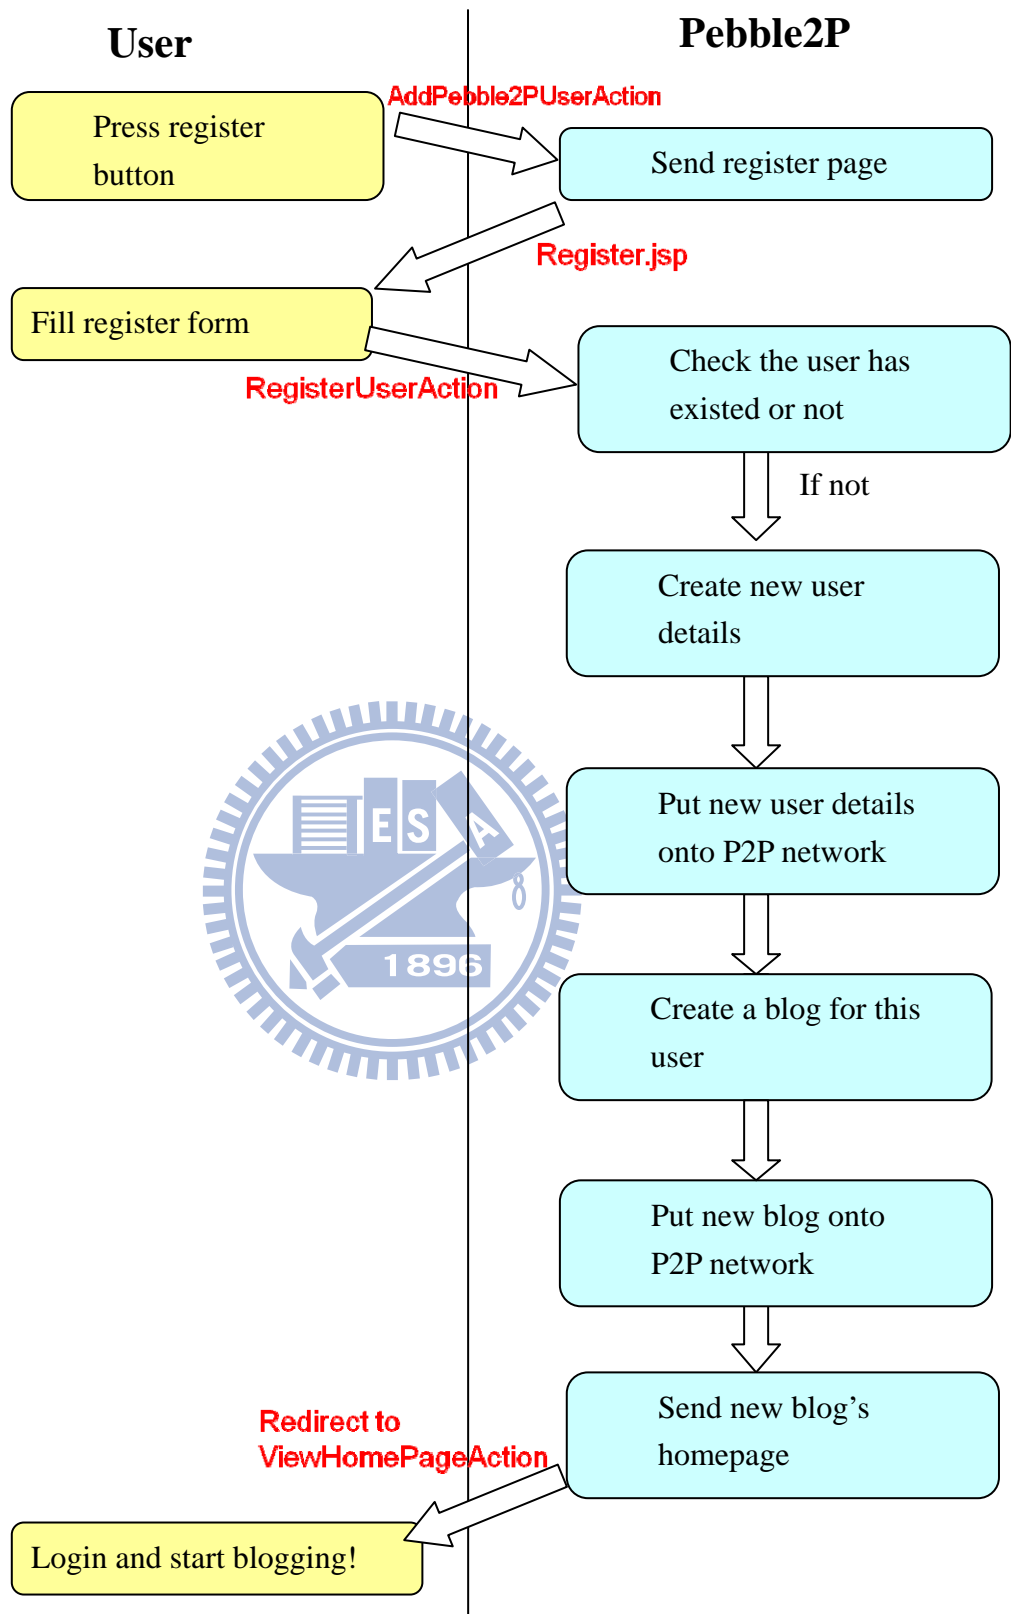 User
Pebble2P
AddPebble2PUserAction
Press register
button
Send register page
Register.jsp
Fill register form
RegisterUserAction
Check the user has
existed or not
If not
Create new user
details
Put new user details
onto P2P network
E S A
1896
Create a blog for this
user
Put new blog onto
P2P network
Send new blog's
homepage
Redirect to
ViewHomePageAction
Login and start blogging!